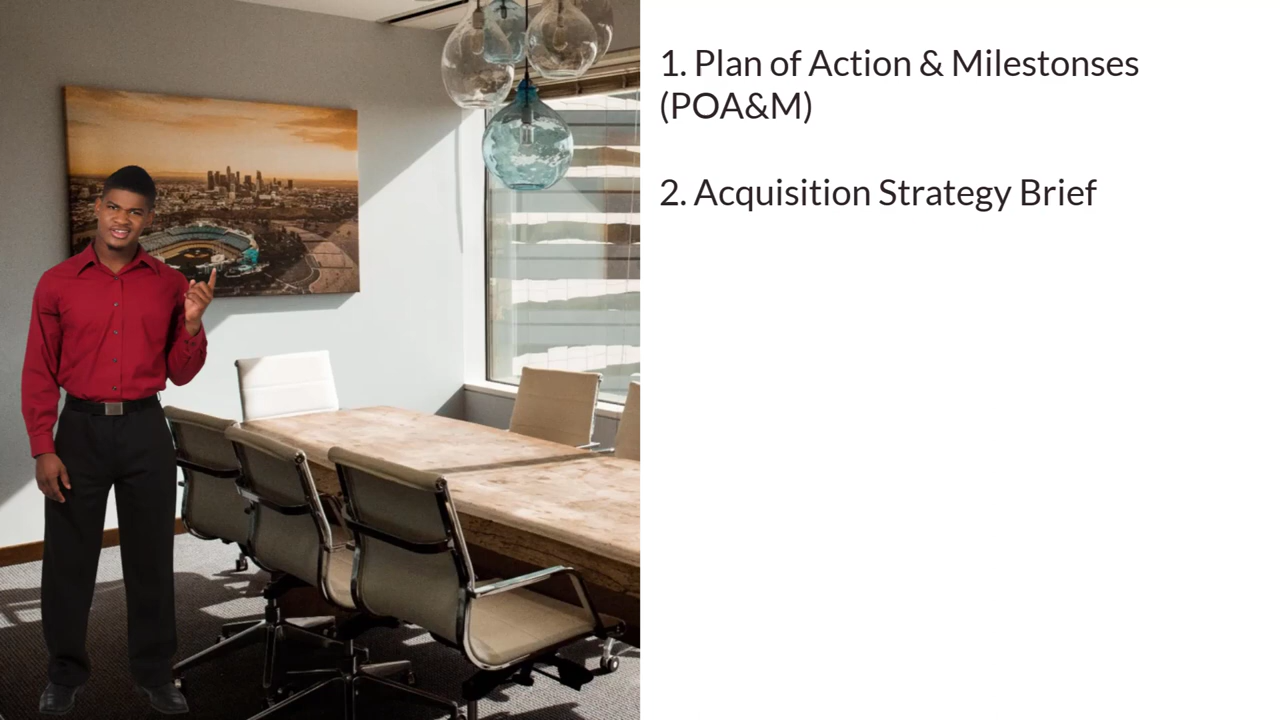 1. Plan of Action & Milestonses
(POA&M)
2. Acquisition Strategy Brief